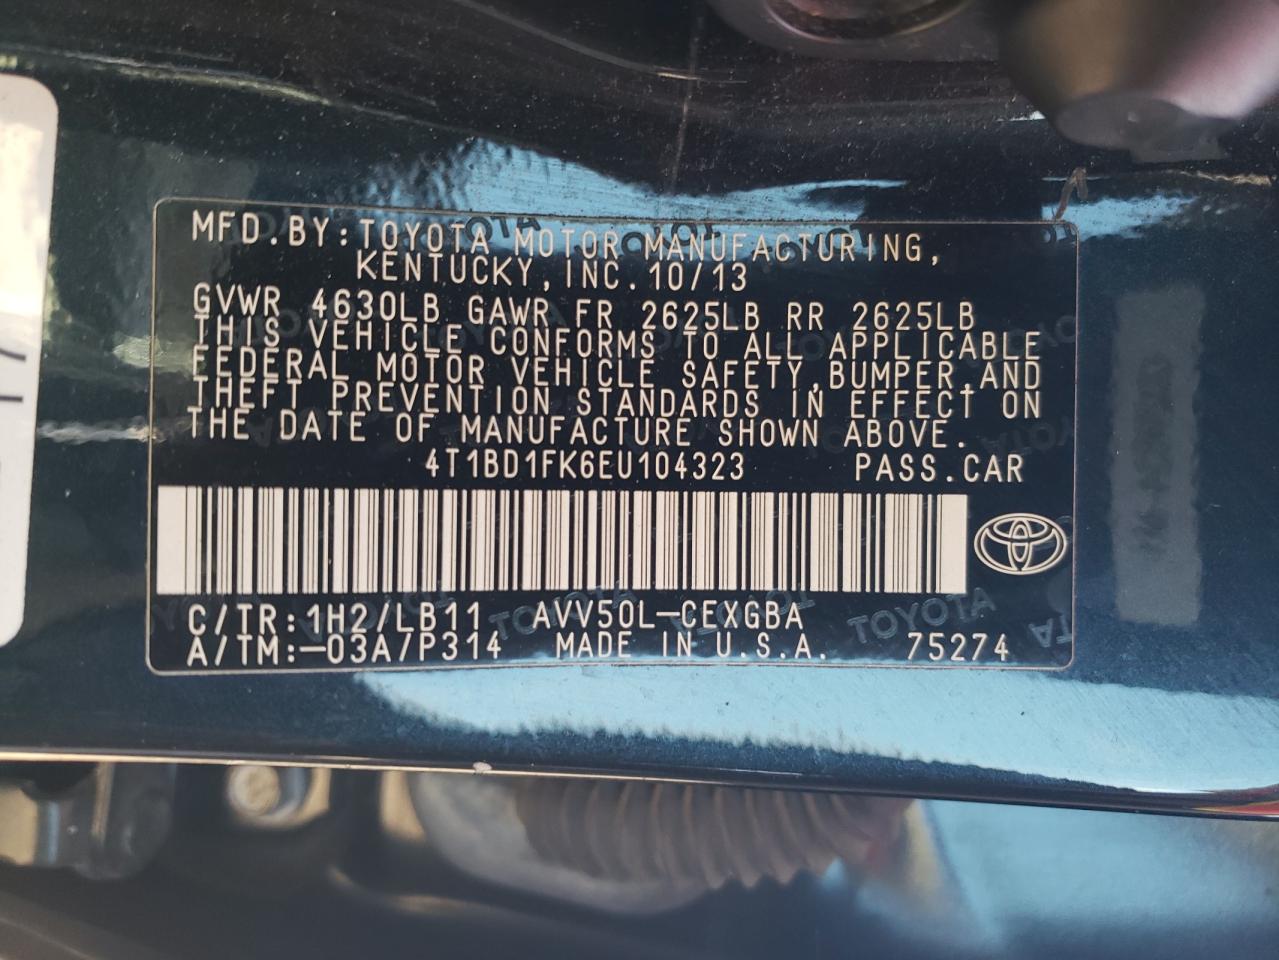 MFD.BY:TOYOTA MOTOR MANUFACTURING,
KENTUCKY,INC.10/13
GVWR 4630LB GAWR FR 2625LB RR 2625LB
THIS VEHICLE CONFORMS TO ALL APPLICABLE
FEDERAL MOTOR VEHICLE SAFETY,BUMPER,AND
THEFT PREVENTION STANDARDS IN EFFECT ON
THE DATE OF MANUFACTURE SHOWN ABOVE.
4T1BD1FK6EU104323 PASS.CAR
C/TR:1H2/LB11 AVV50L-CEXGBA
A/TM:-03A/P314 MADE IN U.S.A. 75274
TOYOTA